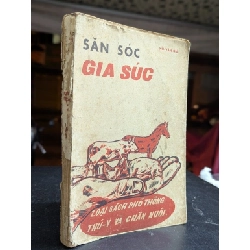 SĂN SÓC
GIA SÚC
LOẠI SÁCH PHỔ THÔNG
THÚ-Y VÀ CHĂN NUÔI